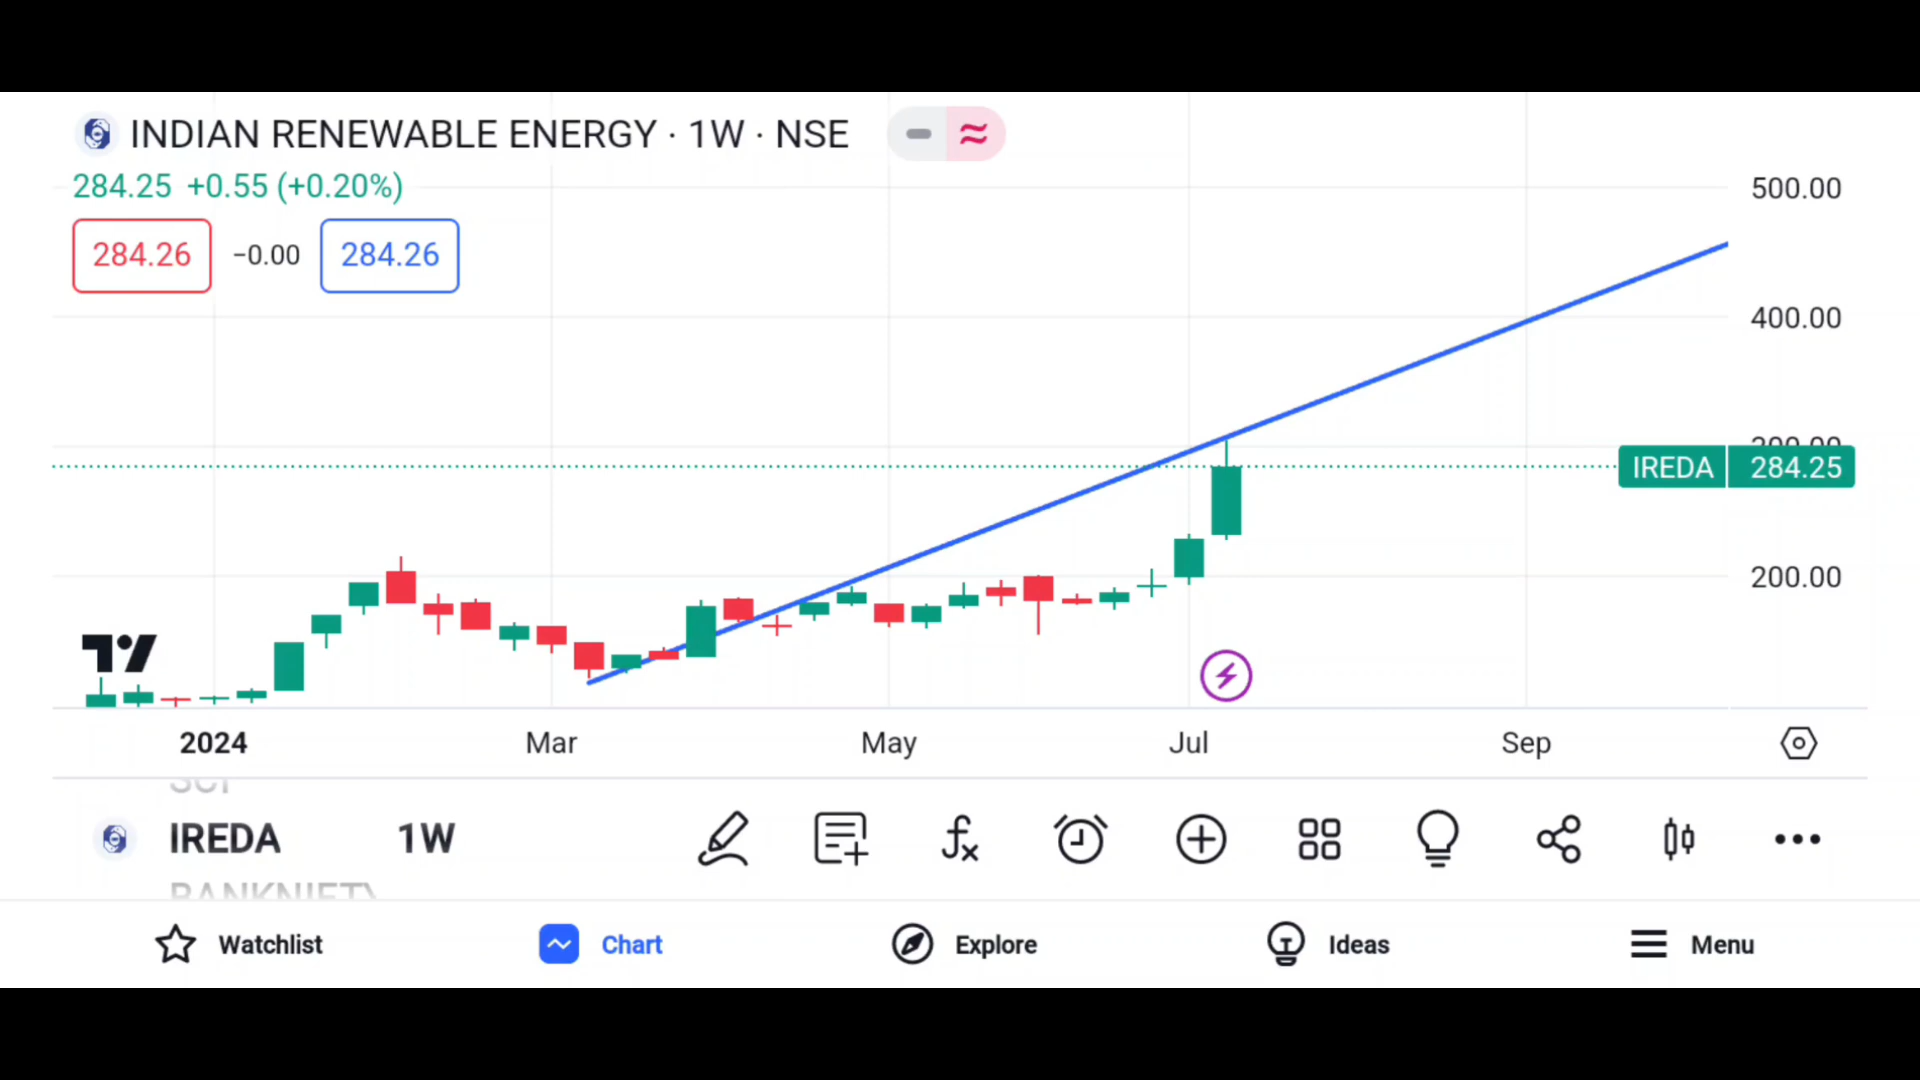 INDIAN RENEWABLE ENERGY · 1W · NSE
284.25 +0.55 (+0.20%)
284.26 −0.00 284.26
500.00
400.00
IREDA 284.25
200.00
2024 Mar May Jul Sep
IREDA 1W
BANKNIFTY
Watchlist Chart Explore Ideas Menu